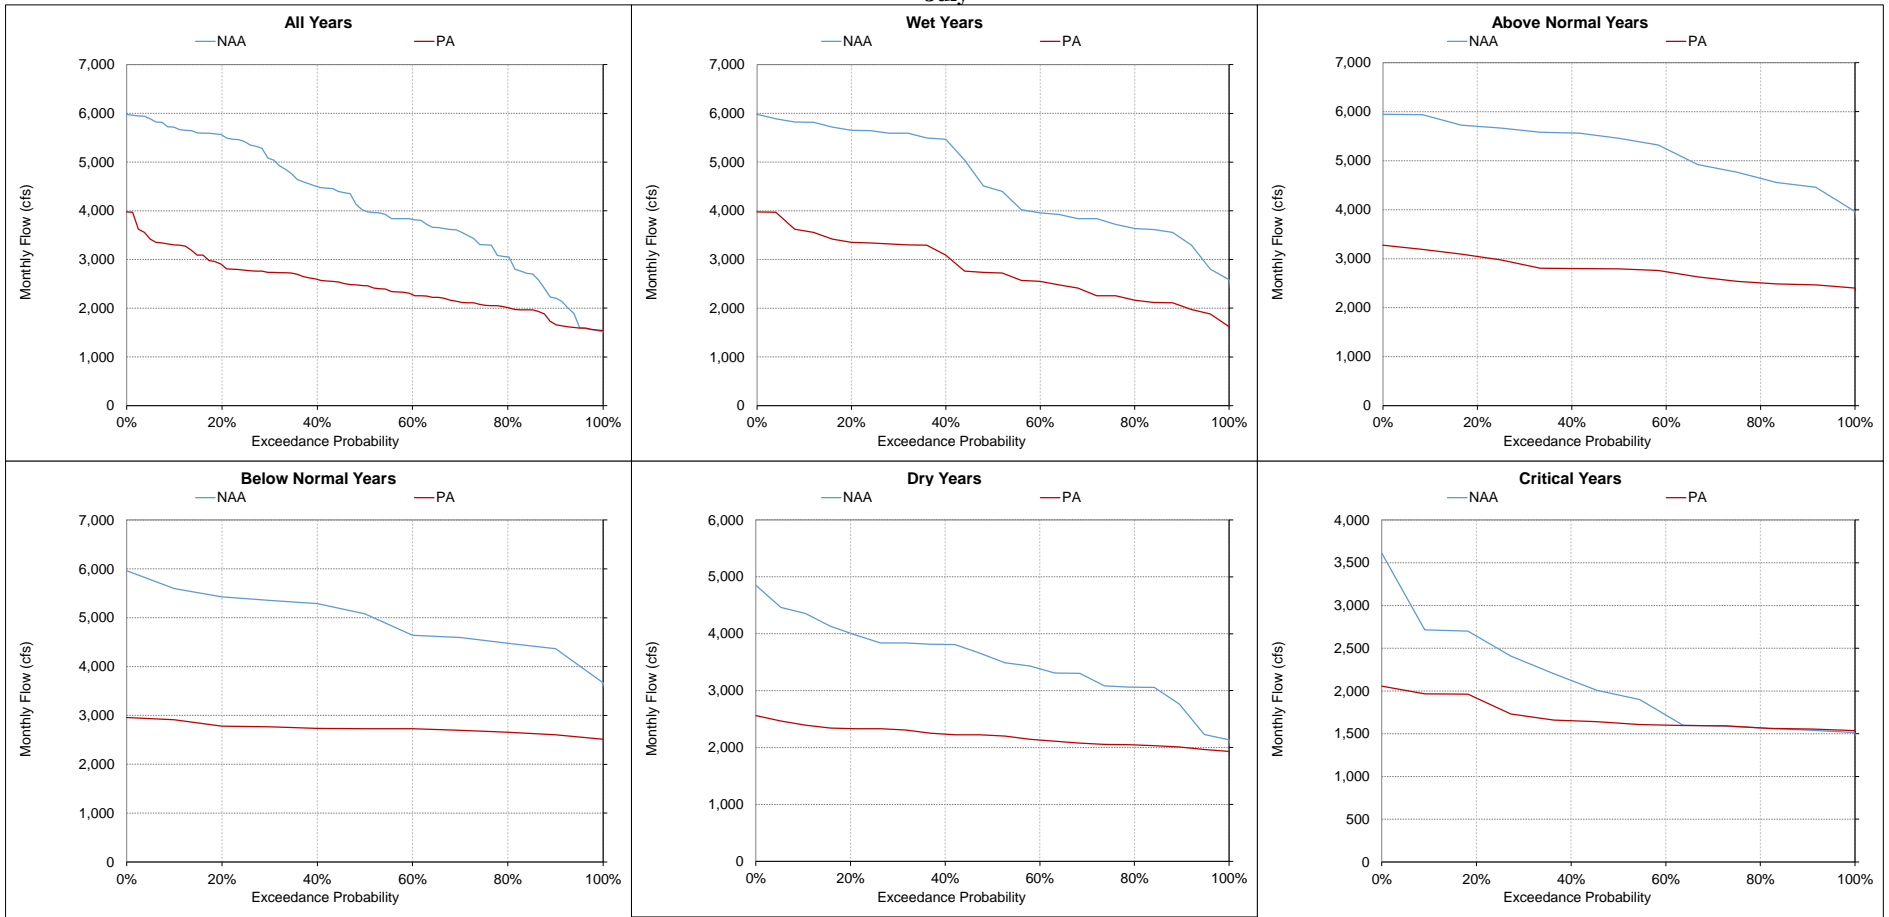 July
All Years
NAA PA
7,000
6,000
5,000
4,000
3,000
2,000
1,000
0
Monthly Flow (cfs)
0% 20% 40% 60% 80% 100%
Exceedance Probability
Wet Years
NAA PA
7,000
6,000
5,000
4,000
3,000
2,000
1,000
0
Monthly Flow (cfs)
0% 20% 40% 60% 80% 100%
Exceedance Probability
Above Normal Years
NAA PA
7,000
6,000
5,000
4,000
3,000
2,000
1,000
0
Monthly Flow (cfs)
0% 20% 40% 60% 80% 100%
Exceedance Probability
Below Normal Years
NAA PA
7,000
6,000
5,000
4,000
3,000
2,000
1,000
0
Monthly Flow (cfs)
0% 20% 40% 60% 80% 100%
Exceedance Probability
Dry Years
NAA PA
6,000
5,000
4,000
3,000
2,000
1,000
0
Monthly Flow (cfs)
0% 20% 40% 60% 80% 100%
Exceedance Probability
Critical Years
NAA PA
4,000
3,500
3,000
2,500
2,000
1,500
1,000
500
0
Monthly Flow (cfs)
0% 20% 40% 60% 80% 100%
Exceedance Probability